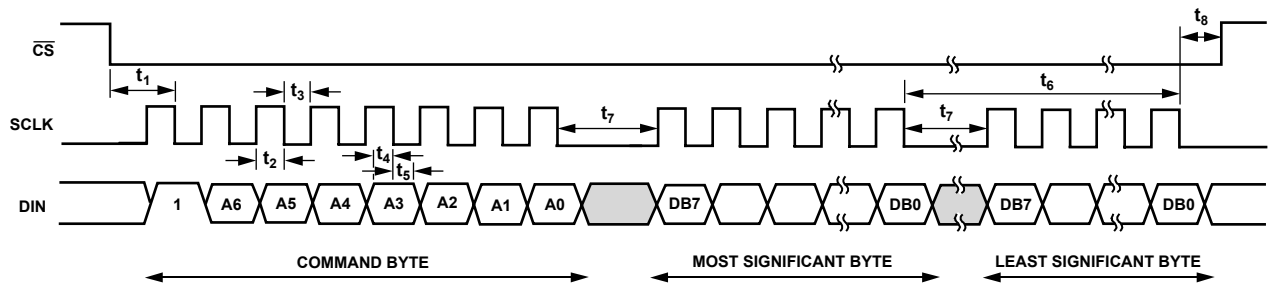 t8
CS
t1
t3
t6
t7
t7
SCLK
t2
t4
t5
DIN
1 A6 A5 A4 A3 A2 A1 A0 DB7 DB0 DB7 DB0
COMMAND BYTE MOST SIGNIFICANT BYTE LEAST SIGNIFICANT BYTE